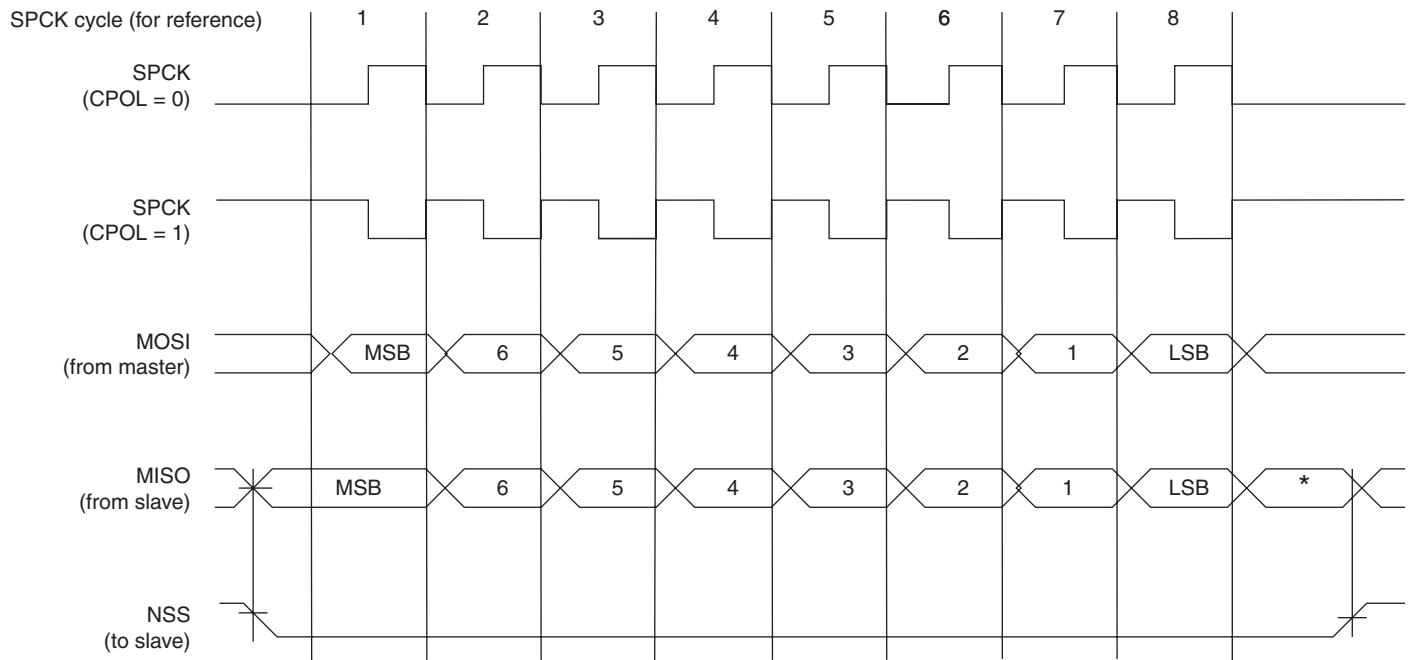 SPCK cycle (for reference) 1 2 3 4 5 6 7 8
SPCK
(CPOL = 0)
SPCK
(CPOL = 1)
MOSI
(from master)
MSB 6 5 4 3 2 1 LSB
MISO
(from slave)
MSB 6 5 4 3 2 1 LSB *
NSS
(to slave)